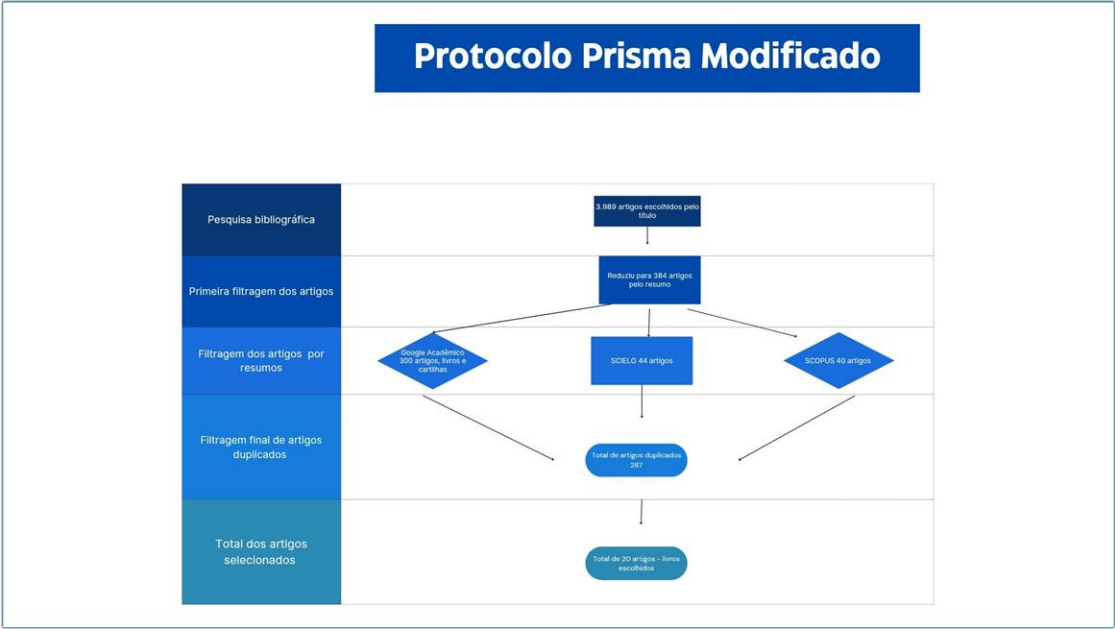 Protocolo Prisma Modificado
Pesquisa bibliográfica
3.989 artigos escolhidos pelo
título
Primeira filtragem dos artigos
Reduziu para 384 artigos
pelo resumo
Filtragem dos artigos por
resumos
Google Acadêmico
300 artigos, livros e
cartilhas
SCIELO 44 artigos
SCOPUS 40 artigos
Filtragem final de artigos
duplicados
Total de artigos duplicados
287
Total dos artigos
selecionados
Total de 20 artigos - livros
escolhidos